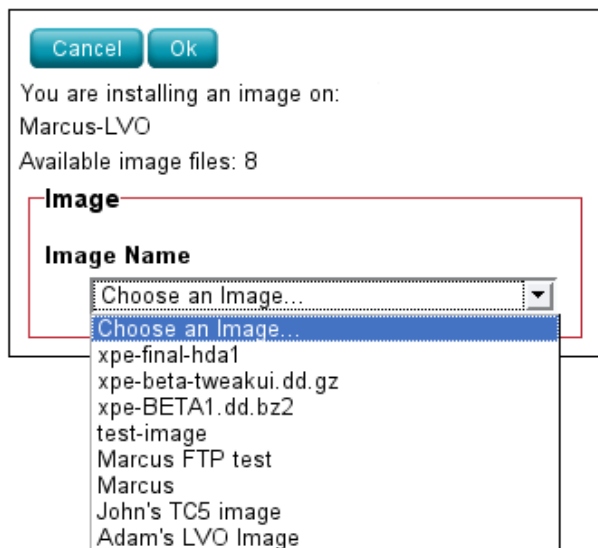 Cancel Ok
You are installing an image on:
Marcus-LVO
Available image files: 8
Image
Image Name
Choose an Image...
Choose an Image...
xpe-final-hda1
xpe-beta-tweakui.dd.gz
xpe-BETA1.dd.bz2
test-image
Marcus FTP test
Marcus
John's TC5 image
Adam's LVO Image